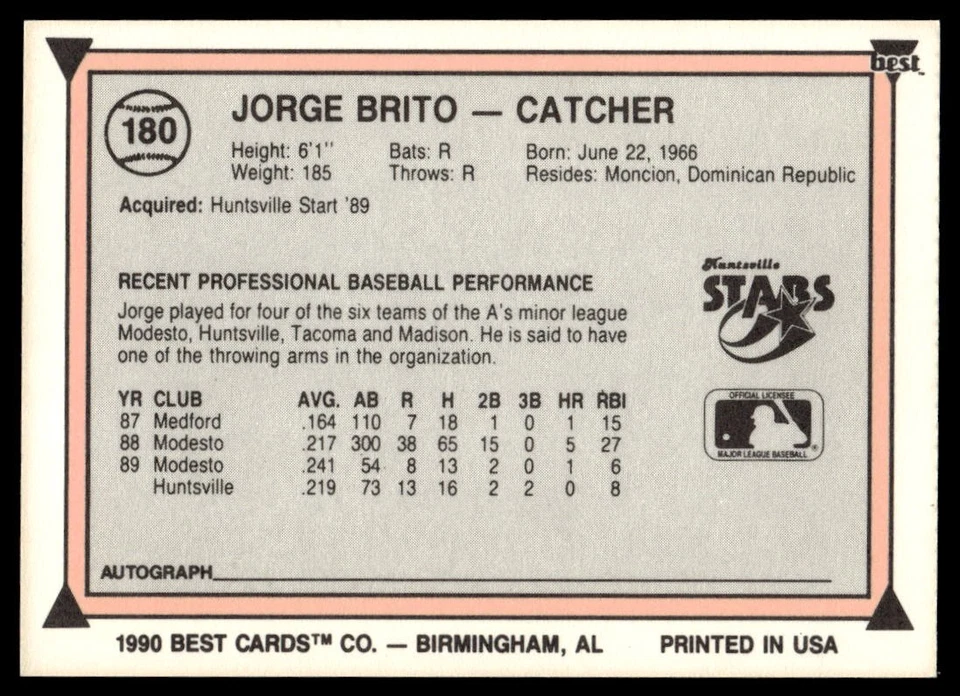 best™
180
JORGE BRITO — CATCHER
Height: 6'1" Bats: R Born: June 22, 1966
Weight: 185 Throws: R Resides: Moncion, Dominican Republic
Acquired: Huntsville Start '89
RECENT PROFESSIONAL BASEBALL PERFORMANCE
Jorge played for four of the six teams of the A's minor league
Modesto, Huntsville, Tacoma and Madison. He is said to have
one of the throwing arms in the organization.
Huntsville
STARS
YR CLUB AVG. AB R H 2B 3B HR RBI
87 Medford .164 110 7 18 1 0 1 15
88 Modesto .217 300 38 65 15 0 5 27
89 Modesto .241 54 8 13 2 0 1 6
Huntsville .219 73 13 16 2 2 0 8
OFFICIAL LICENSEE
MAJOR LEAGUE BASEBALL®
AUTOGRAPH
1990 BEST CARDS™ CO. — BIRMINGHAM, AL PRINTED IN USA